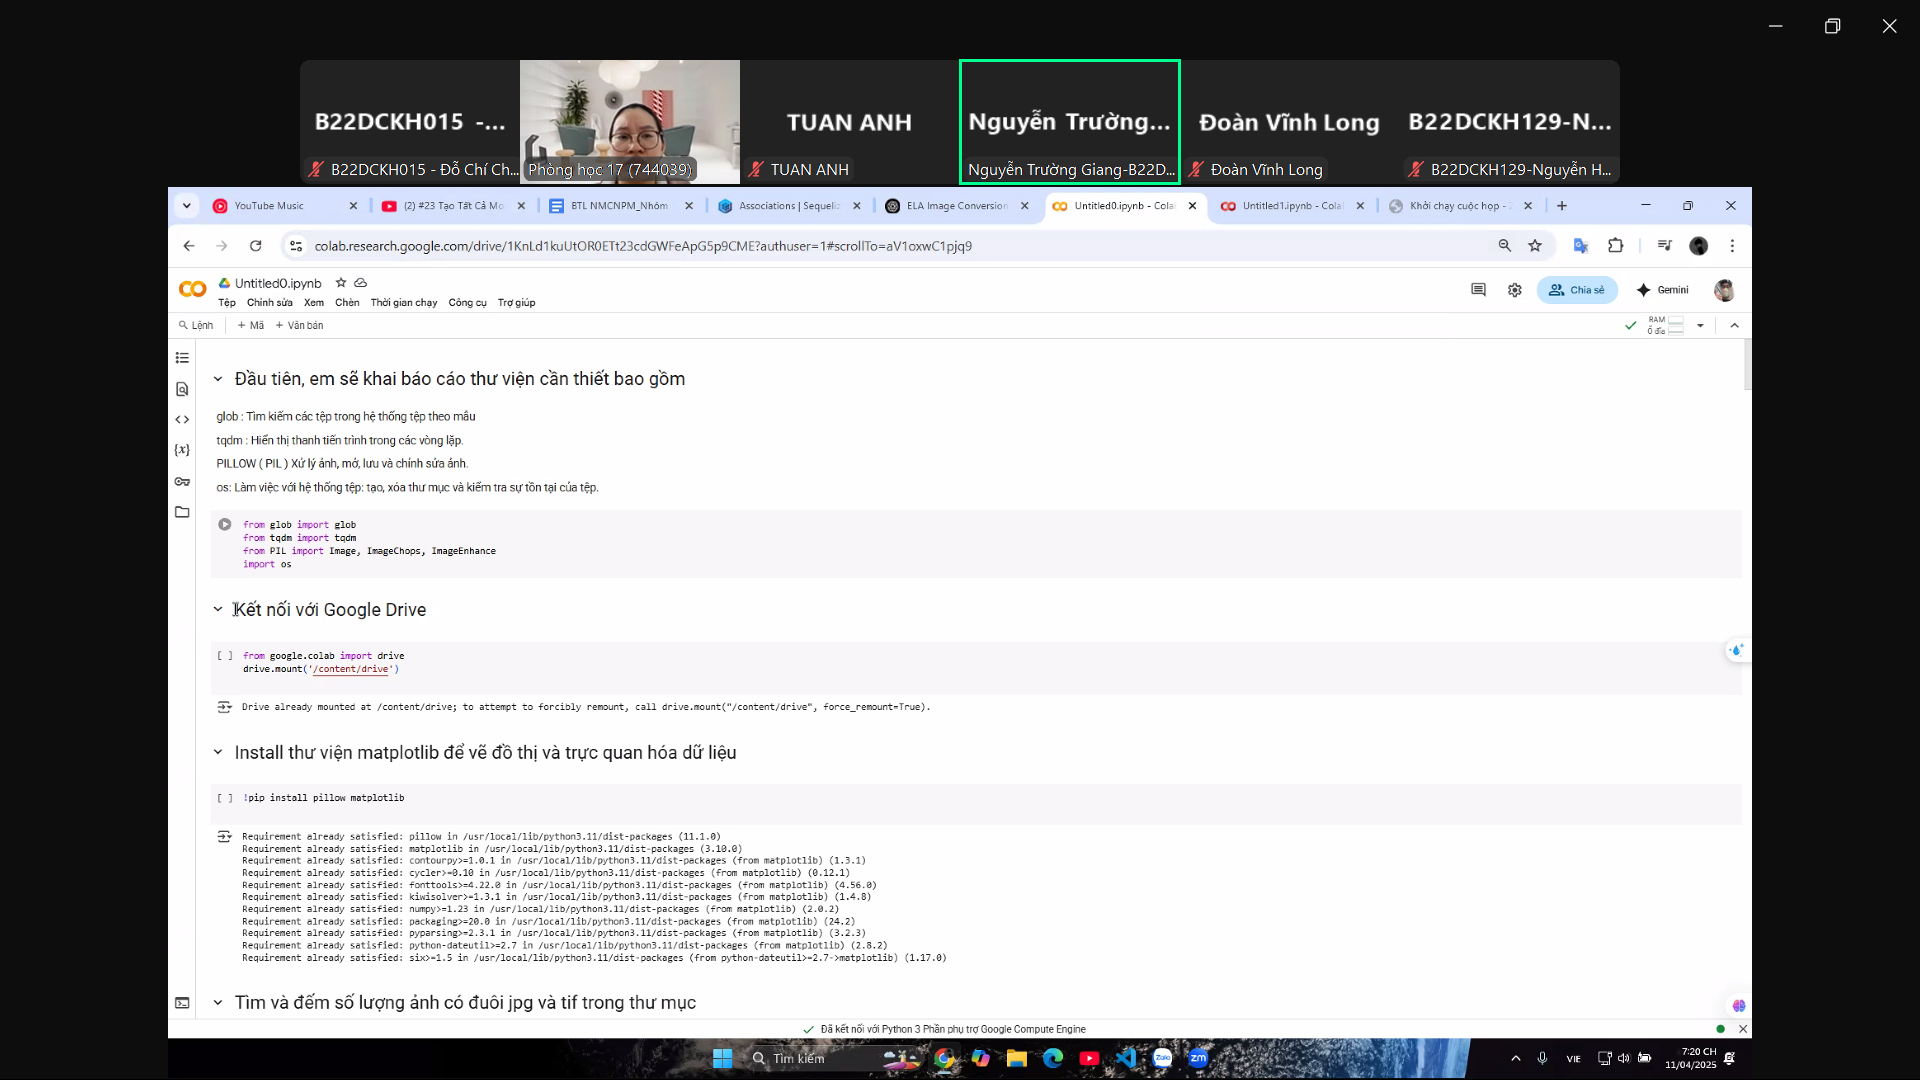 B22DCKH015 -...
TUAN ANH
Nguyễn Trường...
Đoàn Vĩnh Long
B22DCKH129-N...
B22DCKH015 - Đỗ Chí Ch...
Phòng học 17 (744039)
TUAN ANH
Nguyễn Trường Giang-B22D...
Đoàn Vĩnh Long
B22DCKH129-Nguyễn H...
YouTube Music
(2) #23 Tạo Tất Cả Mo
BTL NMCNPM_Nhóm
Associations | Sequeliz
ELA Image Conversion
Untitled0.ipynb - Cola
Untitled1.ipynb - Cola
Khởi chạy cuộc họp -
colab.research.google.com/drive/1KnLd1kuUtOR0ETt23cdGWFeApG5p9CME?authuser=1#scrollTo=aV1oxwC1pjq9
Untitled0.ipynb
Tệp Chỉnh sửa Xem Chèn Thời gian chạy Công cụ Trợ giúp
Chia sẻ
Gemini
Lệnh + Mã + Văn bản
RAM
Ổ đĩa
Đầu tiên, em sẽ khai báo cáo thư viện cần thiết bao gồm
glob : Tìm kiếm các tệp trong hệ thống tệp theo mẫu
tqdm : Hiển thị thanh tiến trình trong các vòng lặp.
PILLOW ( PIL ) Xử lý ảnh, mở, lưu và chỉnh sửa ảnh.
os: Làm việc với hệ thống tệp: tạo, xóa thư mục và kiểm tra sự tồn tại của tệp.
from glob import glob
from tqdm import tqdm
from PIL import Image, ImageChops, ImageEnhance
import os
Kết nối với Google Drive
[ ] from google.colab import drive
drive.mount('/content/drive')
Drive already mounted at /content/drive; to attempt to forcibly remount, call drive.mount("/content/drive", force_remount=True).
Install thư viện matplotlib để vẽ đồ thị và trực quan hóa dữ liệu
[ ] !pip install pillow matplotlib
Requirement already satisfied: pillow in /usr/local/lib/python3.11/dist-packages (11.1.0)
Requirement already satisfied: matplotlib in /usr/local/lib/python3.11/dist-packages (3.10.0)
Requirement already satisfied: contourpy>=1.0.1 in /usr/local/lib/python3.11/dist-packages (from matplotlib) (1.3.1)
Requirement already satisfied: cycler>=0.10 in /usr/local/lib/python3.11/dist-packages (from matplotlib) (0.12.1)
Requirement already satisfied: fonttools>=4.22.0 in /usr/local/lib/python3.11/dist-packages (from matplotlib) (4.56.0)
Requirement already satisfied: kiwisolver>=1.3.1 in /usr/local/lib/python3.11/dist-packages (from matplotlib) (1.4.8)
Requirement already satisfied: numpy>=1.23 in /usr/local/lib/python3.11/dist-packages (from matplotlib) (2.0.2)
Requirement already satisfied: packaging>=20.0 in /usr/local/lib/python3.11/dist-packages (from matplotlib) (24.2)
Requirement already satisfied: pyparsing>=2.3.1 in /usr/local/lib/python3.11/dist-packages (from matplotlib) (3.2.3)
Requirement already satisfied: python-dateutil>=2.7 in /usr/local/lib/python3.11/dist-packages (from matplotlib) (2.8.2)
Requirement already satisfied: six>=1.5 in /usr/local/lib/python3.11/dist-packages (from python-dateutil>=2.7->matplotlib) (1.17.0)
Tìm và đếm số lượng ảnh có đuôi jpg và tif trong thư mục
Đã kết nối với Python 3 Phần phụ trợ Google Compute Engine
Tìm kiếm
Zalo
zm
VIE
7:20 CH
11/04/2025